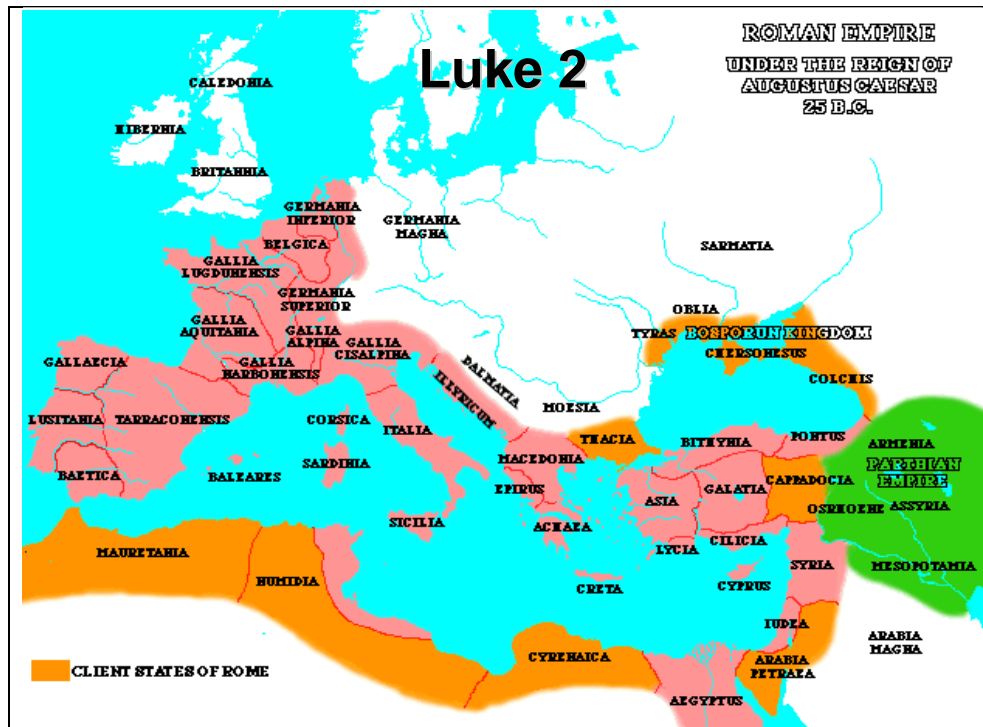 Luke 2
ROMAN EMPIRE
UNDER THE REIGN OF
AUGUSTUS CAESAR
25 B.C.
CALEDONIA
HIBERNIA
BRITANNIA
GERMANIA
INFERIOR
GERMANIA
MAGNA
BELGICA
SARMATIA
GALLIA
LUGDUNENSIS
GERMANIA
SUPERIOR
OBLIA
GALLIA
AQUITANIA
GALLIA
ALPINA
GALLIA
CISALPINA
TYRAS
BOSPORUN KINGDOM
CHERSONESUS
GALLAECIA
GALLIA
NARBONENSIS
DALMATIA
ILLYRICUM
COLCHIS
MOESIA
LUSITANIA
TARRACONENSIS
CORSICA
ITALIA
THACIA
BITHYNIA
PONTUS
ARMENIA
PARTHIAN
EMPIRE
BAETICA
BALEARES
SARDINIA
MACEDONIA
EPIRUS
ASIA
GALATIA
CAPPADOCIA
OSRHOENE
ASSYRIA
SICILIA
ACHAEA
LYCIA
CILICIA
MAURETANIA
NUMIDIA
CRETA
CYPRUS
SYRIA
MESOPOTAMIA
IUDEA
ARABIA
MAGNA
CYRENAICA
ARABIA
PETRAEA
AEGYPTUS
CLIENT STATES OF ROME